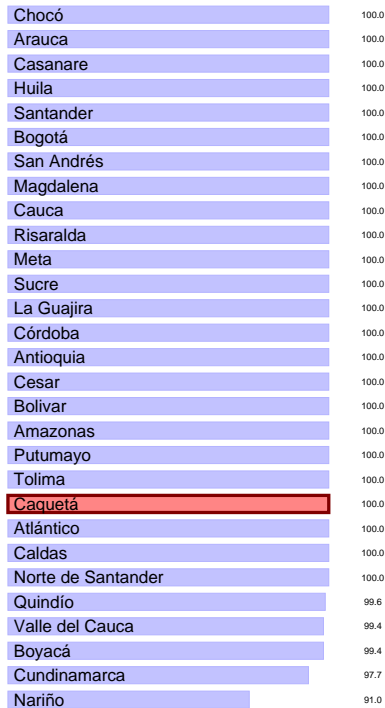 Chocó 100.0
Arauca 100.0
Casanare 100.0
Huila 100.0
Santander 100.0
Bogotá 100.0
San Andrés 100.0
Magdalena 100.0
Cauca 100.0
Risaralda 100.0
Meta 100.0
Sucre 100.0
La Guajira 100.0
Córdoba 100.0
Antioquia 100.0
Cesar 100.0
Bolivar 100.0
Amazonas 100.0
Putumayo 100.0
Tolima 100.0
Caquetá 100.0
Atlántico 100.0
Caldas 100.0
Norte de Santander 100.0
Quindío 99.6
Valle del Cauca 99.4
Boyacá 99.4
Cundinamarca 97.7
Nariño 91.0